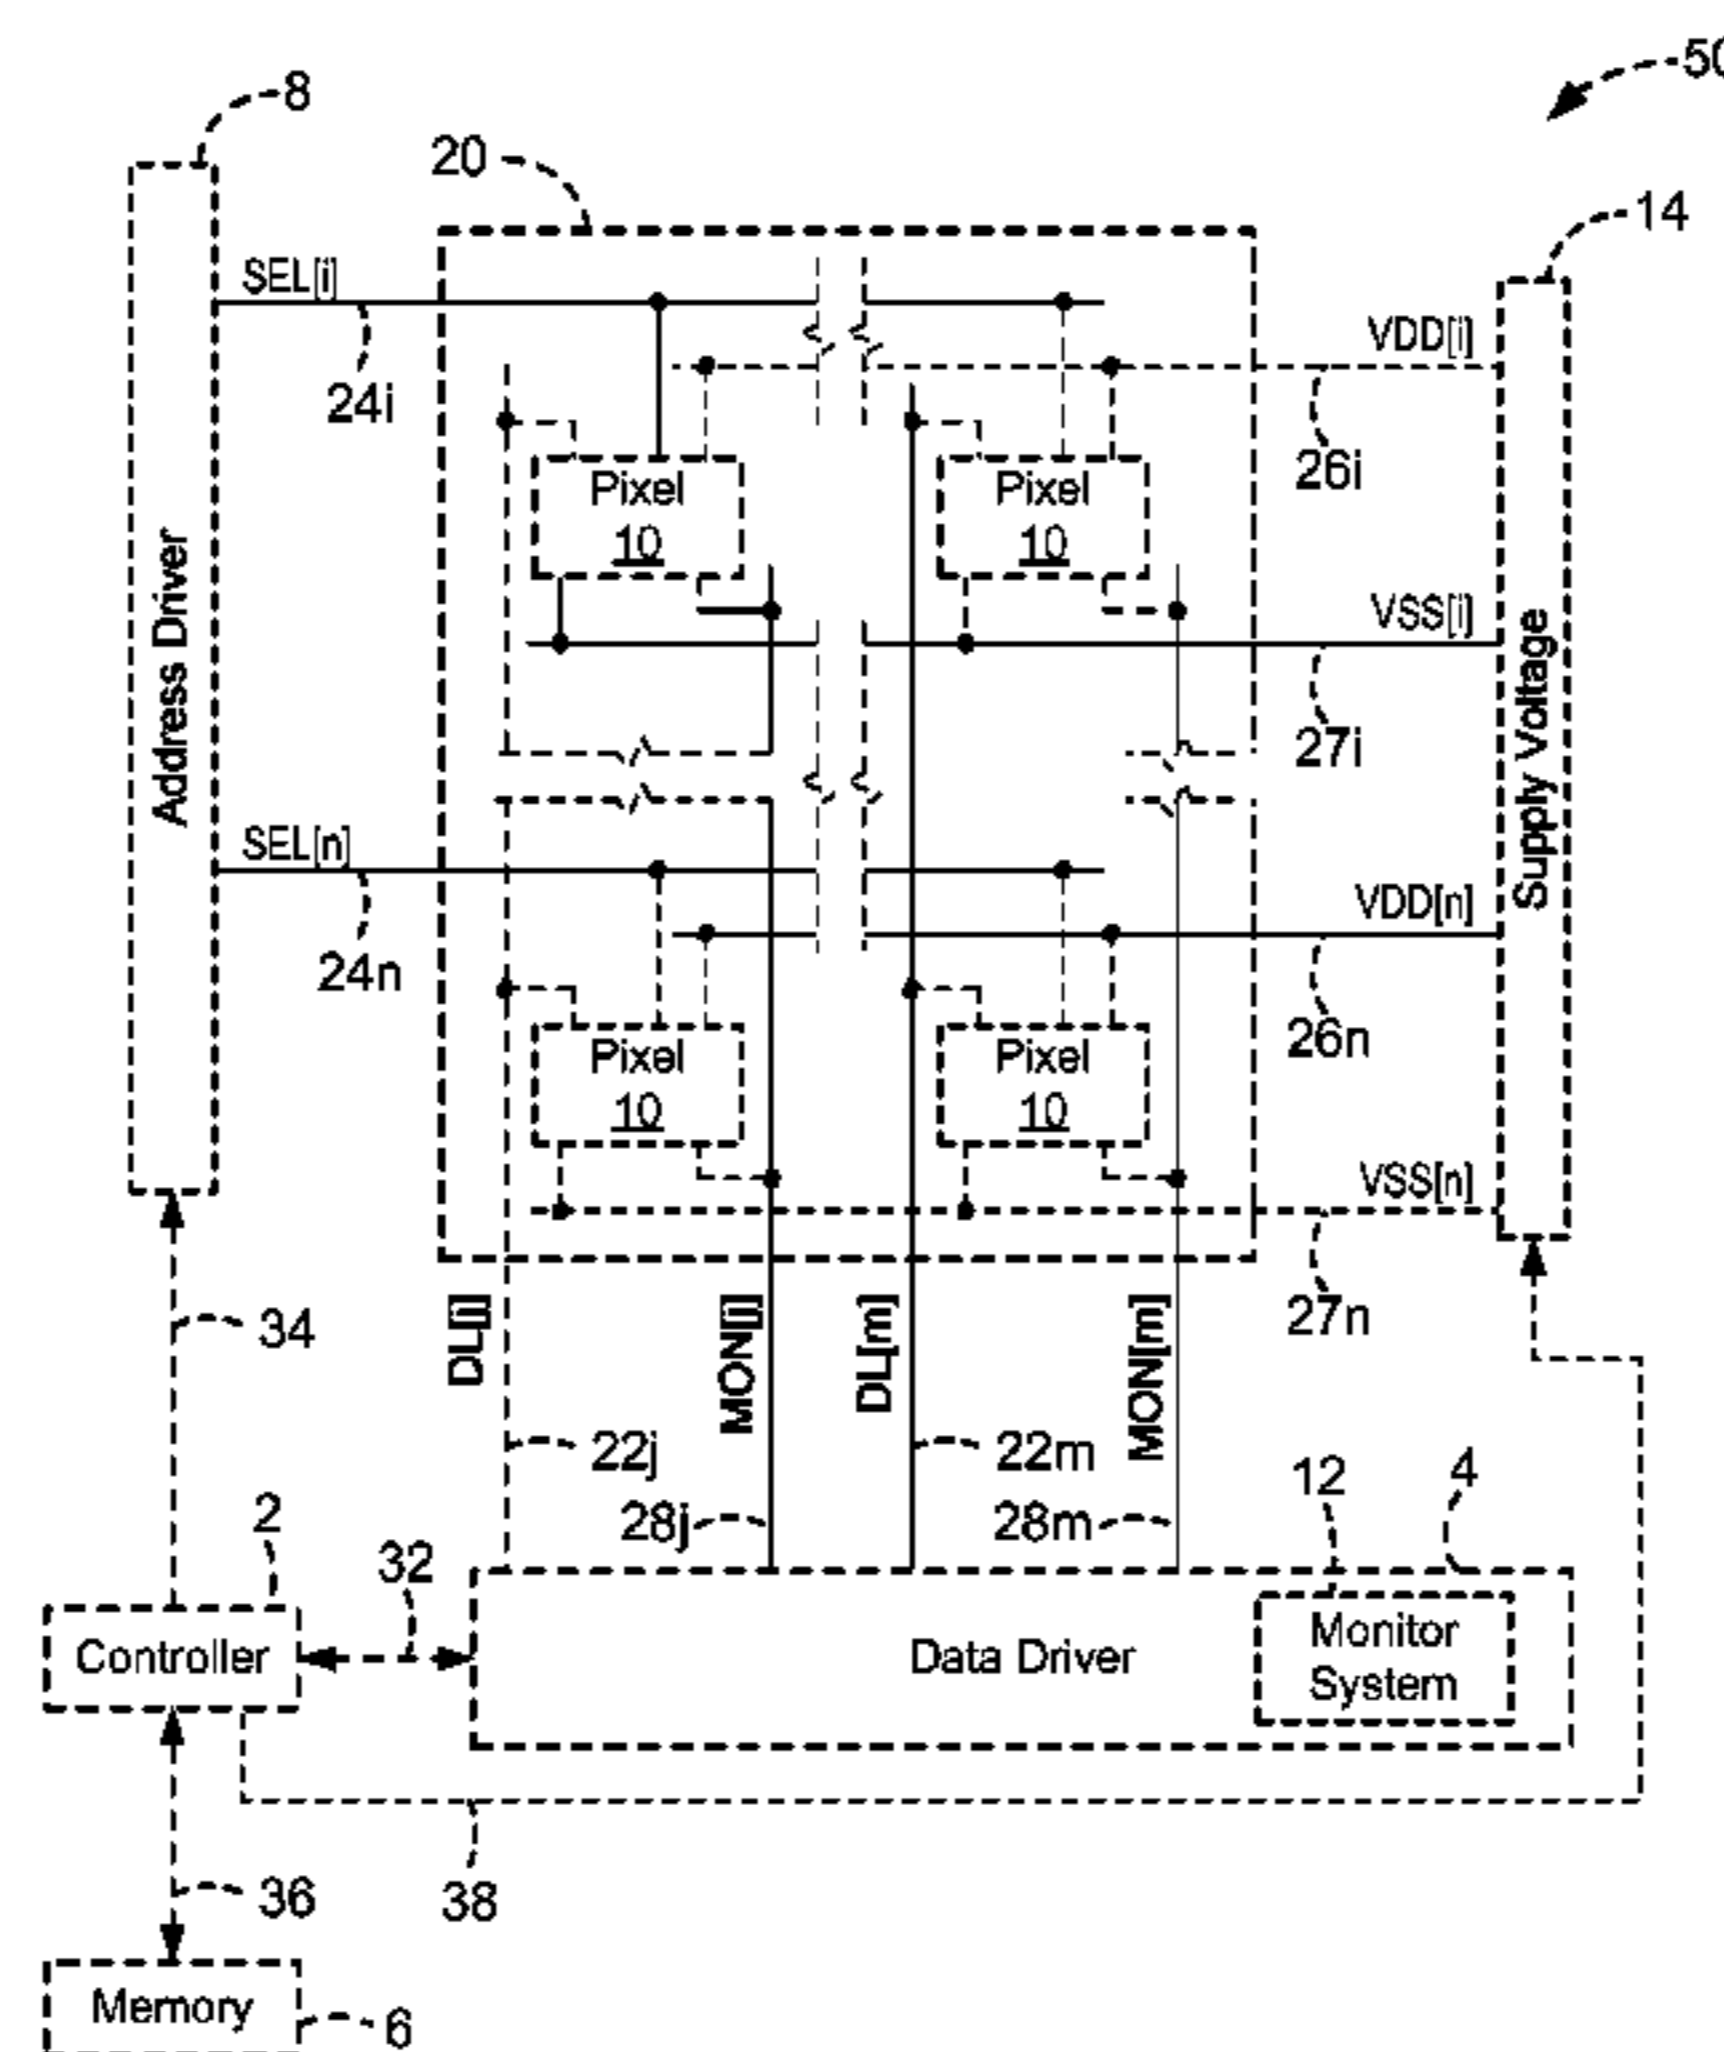 50
8
20
14
SEL[i]
VDD[i]
24i
26i
Pixel
10
Pixel
10
Address Driver
VSS[i]
27i
Supply Voltage
SEL[n]
VDD[n]
24n
26n
Pixel
10
Pixel
10
VSS[n]
27n
34
DL[j]
MON[j]
DL[m]
MON[m]
22j
22m
12
4
2
32
28j
28m
Controller
Data Driver
Monitor
System
36
38
Memory
6